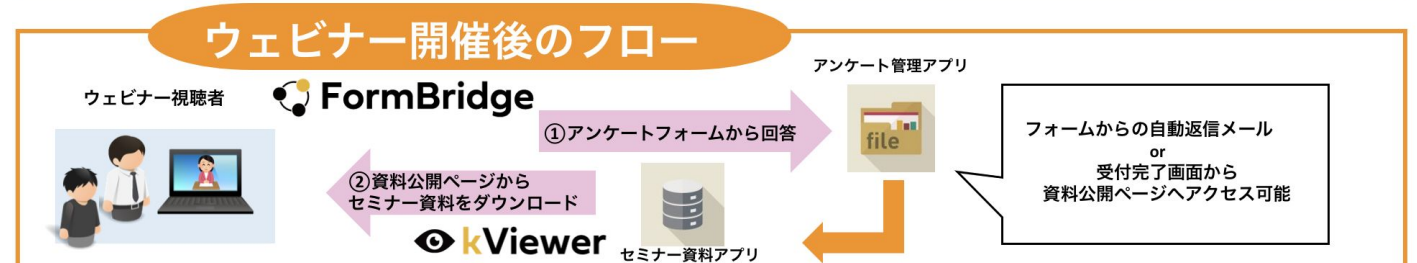 ウェビナー開催後のフロー
ウェビナー視聴者
FormBridge
アンケート管理アプリ
①アンケートフォームから回答
file
フォームからの自動返信メール
or
受付完了画面から
資料公開ページへアクセス可能
②資料公開ページから
セミナー資料をダウンロード
kViewer
セミナー資料アプリ